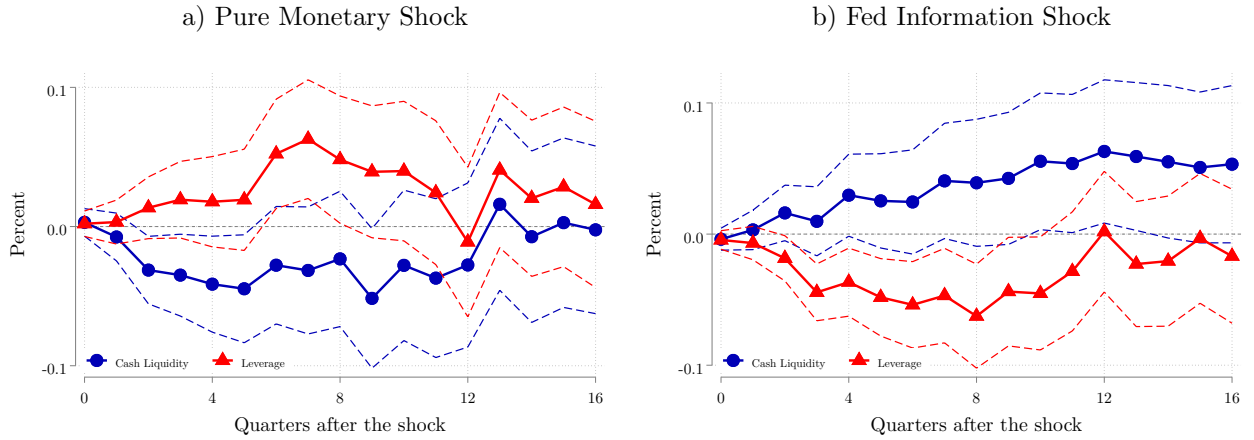 a) Pure Monetary Shock
Percent
0.1
0.0
-0.1
Cash Liquidity
Leverage
0
4
8
12
16
Quarters after the shock
b) Fed Information Shock
Percent
0.1
0.0
-0.1
Cash Liquidity
Leverage
0
4
8
12
16
Quarters after the shock